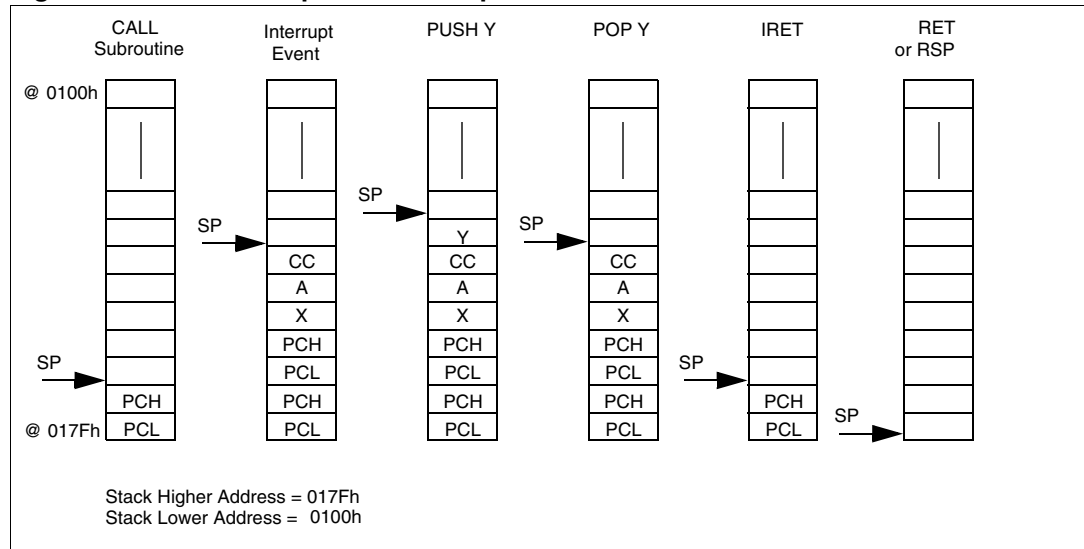 CALL
Subroutine
Interrupt
Event
PUSH Y
POP Y
IRET
RET
or RSP
@ 0100h
SP
SP
SP
Y
CC
CC
CC
A
A
A
X
X
X
PCH
PCH
PCH
SP
SP
PCL
PCL
PCL
PCH
PCH
PCH
PCH
PCH
SP
@ 017Fh
PCL
PCL
PCL
PCL
PCL
Stack Higher Address = 017Fh
Stack Lower Address = 0100h